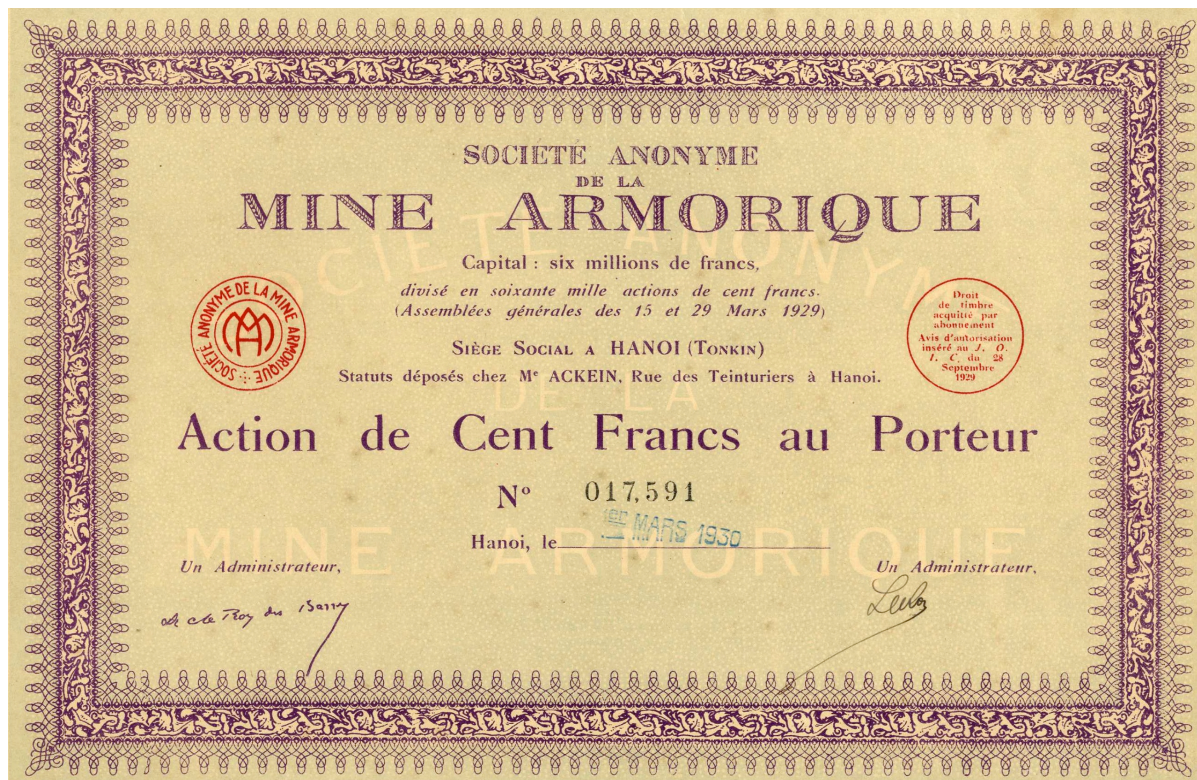 SOCIETE ANONYME
DE LA
MINE ARMORIQUE
Capital : six millions de francs,
divisé en soixante mille actions de cent francs.
(Assemblées générales des 15 et 29 Mars 1929)
SIÈGE SOCIAL A HANOI (TONKIN)
Statuts déposés chez Me ACKEIN, Rue des Teinturiers à Hanoi.
SOCIÉTÉ ANONYME DE LA MINE ARMORIQUE
Droit
de timbre
acquitté par
abonnement
Avis d'autorisation
inséré au J. O.
I. C. du 28
Septembre
1929
Action de Cent Francs au Porteur
No 017,591
Hanoi, le 1er MARS 1930
Un Administrateur,
Un Administrateur,
SOCIETE ANONYME
DE LA
MINE ARMORIQUE